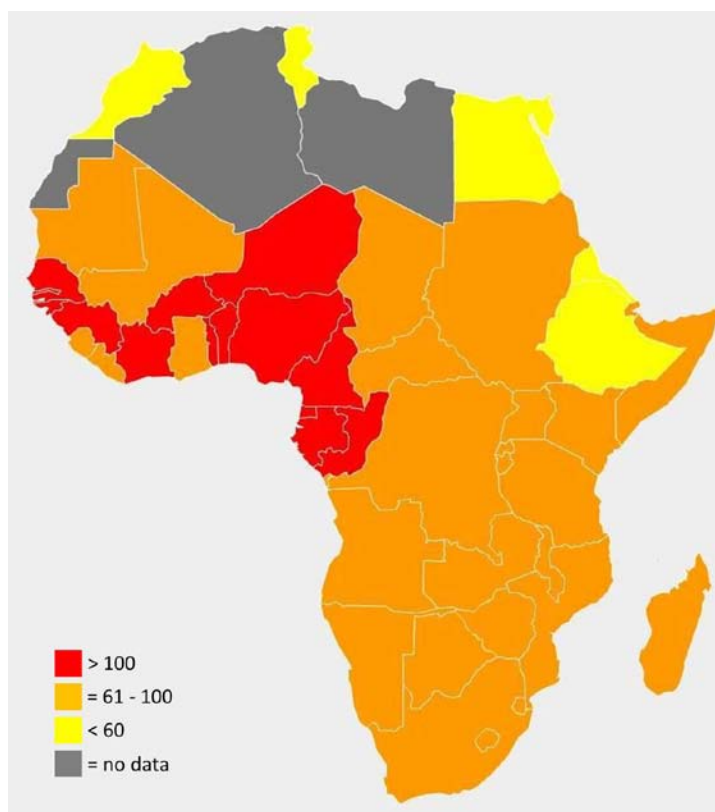 > 100
= 61 - 100
< 60
= no data